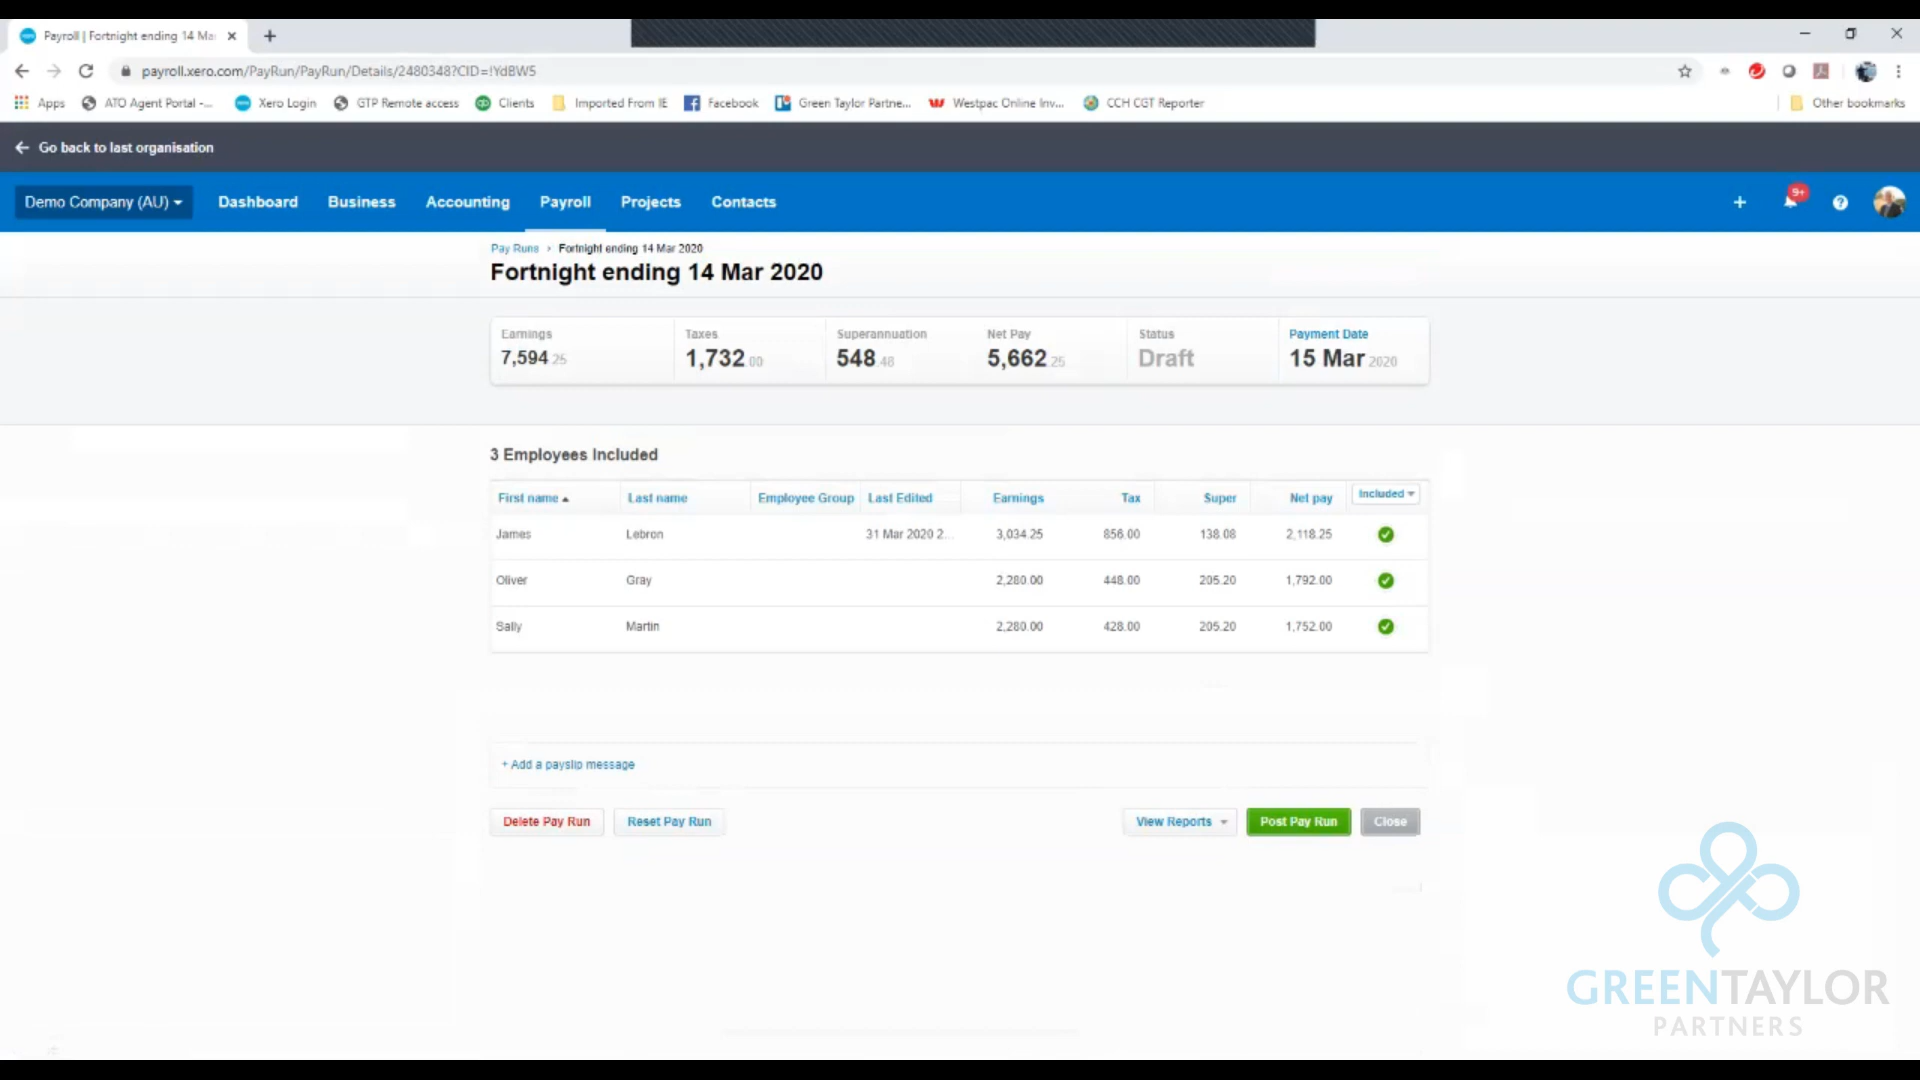 Payroll | Fortnight ending 14 Ma
payroll.xero.com/PayRun/PayRun/Details/2480348?CID=!YdBW5
Apps ATO Agent Portal -... Xero Login GTP Remote access Clients Imported From IE Facebook Green Taylor Partne... Westpac Online Inv... CCH CGT Reporter Other bookmarks
Go back to last organisation
Demo Company (AU) Dashboard Business Accounting Payroll Projects Contacts 9+
Pay Runs › Fortnight ending 14 Mar 2020
Fortnight ending 14 Mar 2020
Earnings Taxes Superannuation Net Pay Status Payment Date
7,594.25 1,732.00 548.48 5,662.25 Draft 15 Mar 2020
3 Employees Included
First name Last name Employee Group Last Edited Earnings Tax Super Net pay Included
James Lebron 31 Mar 2020 2... 3,034.25 856.00 138.08 2,118.25
Oliver Gray 2,280.00 448.00 205.20 1,792.00
Sally Martin 2,280.00 428.00 205.20 1,752.00
+ Add a payslip message
Delete Pay Run Reset Pay Run View Reports Post Pay Run Close
GREENTAYLOR
PARTNERS